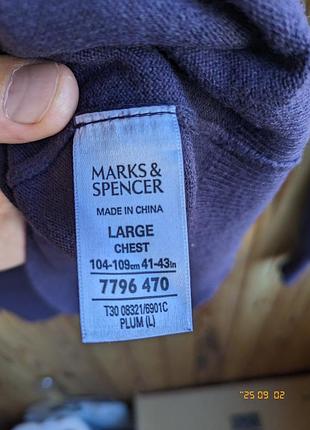 MARKS &
SPENCER
MADE IN CHINA
LARGE
CHEST
104-109cm 41-43in
7796 470
T30 08321/6901C
PLUM (L)
'25 09 02